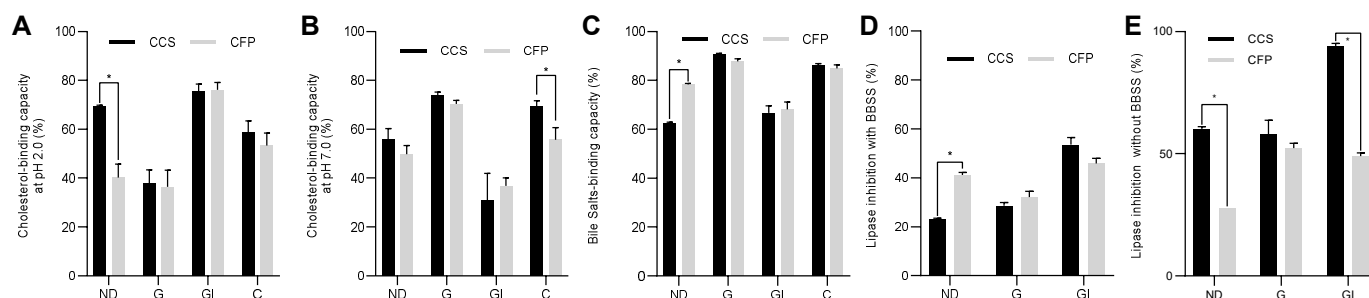 A
Cholesterol-binding capacity
at pH 2.0 (%)
100
80
60
40
20
0
CCS
CFP
*
ND
G
GI
C
B
Cholesterol-binding capacity
at pH 7.0 (%)
100
80
60
40
20
0
CCS
CFP
*
ND
G
GI
C
C
Bile Salts-binding capacity (%)
100
80
60
40
20
0
CCS
CFP
*
ND
G
GI
C
D
Lipase inhibition with BBSS (%)
100
80
60
40
20
0
CCS
CFP
*
ND
G
GI
E
Lipase inhibition without BBSS (%)
100
50
0
CCS
CFP
*
*
ND
G
GI